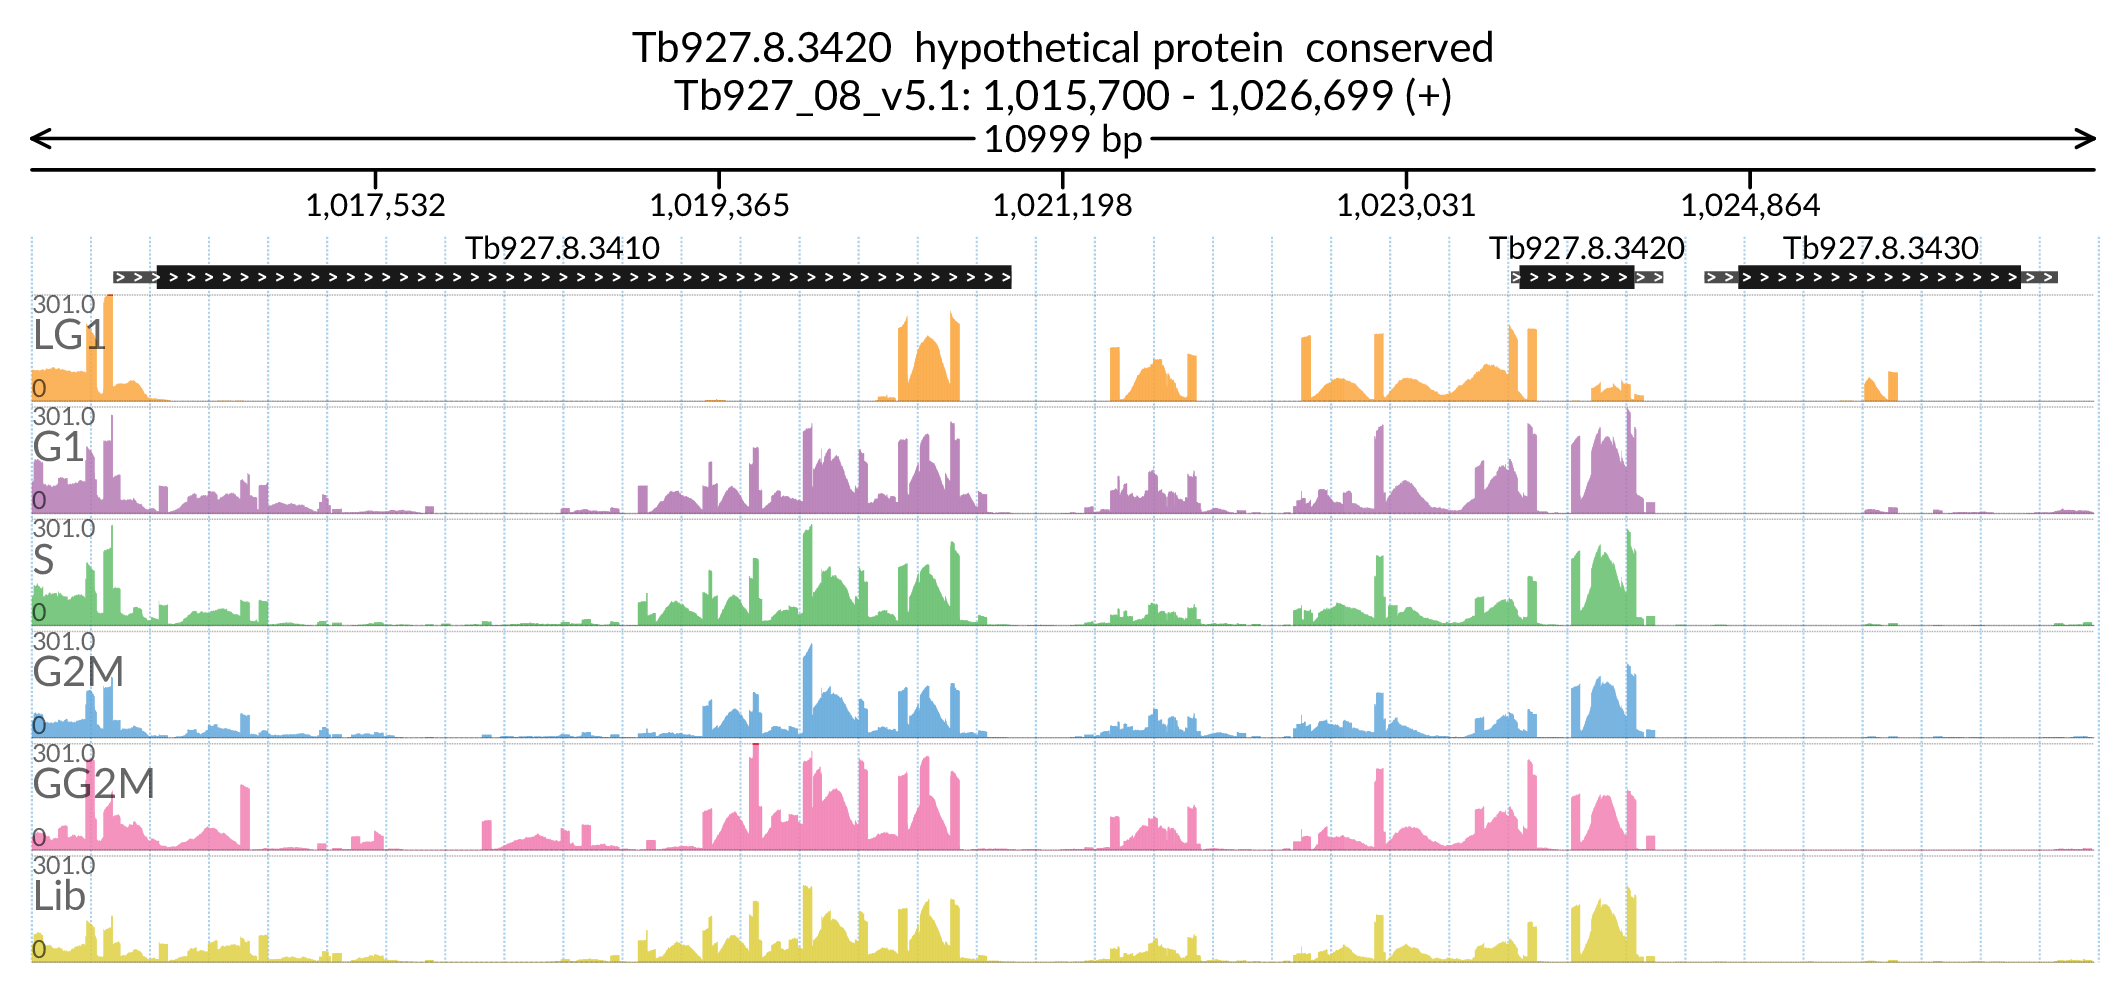 Tb927.8.3420 hypothetical protein conserved
Tb927_08_v5.1: 1,015,700 - 1,026,699 (+)
10999 bp
1,017,532 1,019,365 1,021,198 1,023,031 1,024,864
Tb927.8.3410 Tb927.8.3420 Tb927.8.3430
301.0
LG1
0
301.0
G1
0
301.0
S
0
301.0
G2M
0
301.0
GG2M
0
301.0
Lib
0